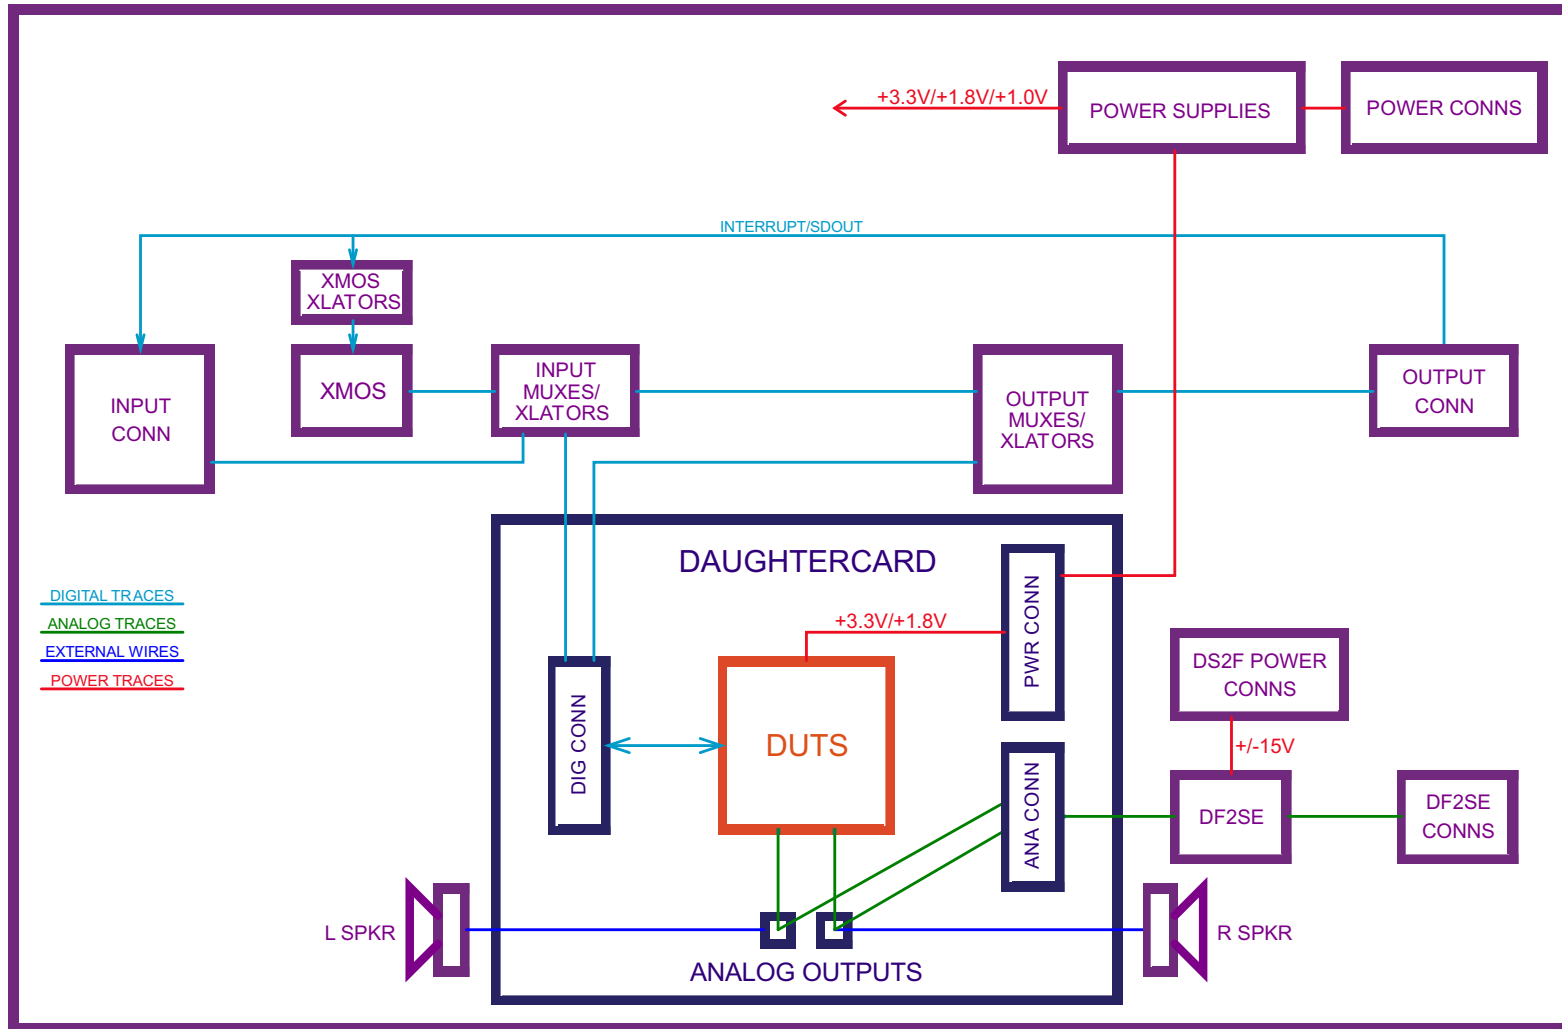 +3.3V/+1.8V/+1.0V
POWER SUPPLIES
POWER CONNS
INTERRUPT/SDOUT
XMOS
XLATORS
INPUT
CONN
XMOS
INPUT
MUXES/
XLATORS
OUTPUT
MUXES/
XLATORS
OUTPUT
CONN
DAUGHTERCARD
DIGITAL TRACES
ANALOG TRACES
EXTERNAL WIRES
POWER TRACES
+3.3V/+1.8V
PWR CONN
DIG CONN
DUTS
ANA CONN
DS2F POWER
CONNS
+/-15V
DF2SE
DF2SE
CONNS
L SPKR
R SPKR
ANALOG OUTPUTS